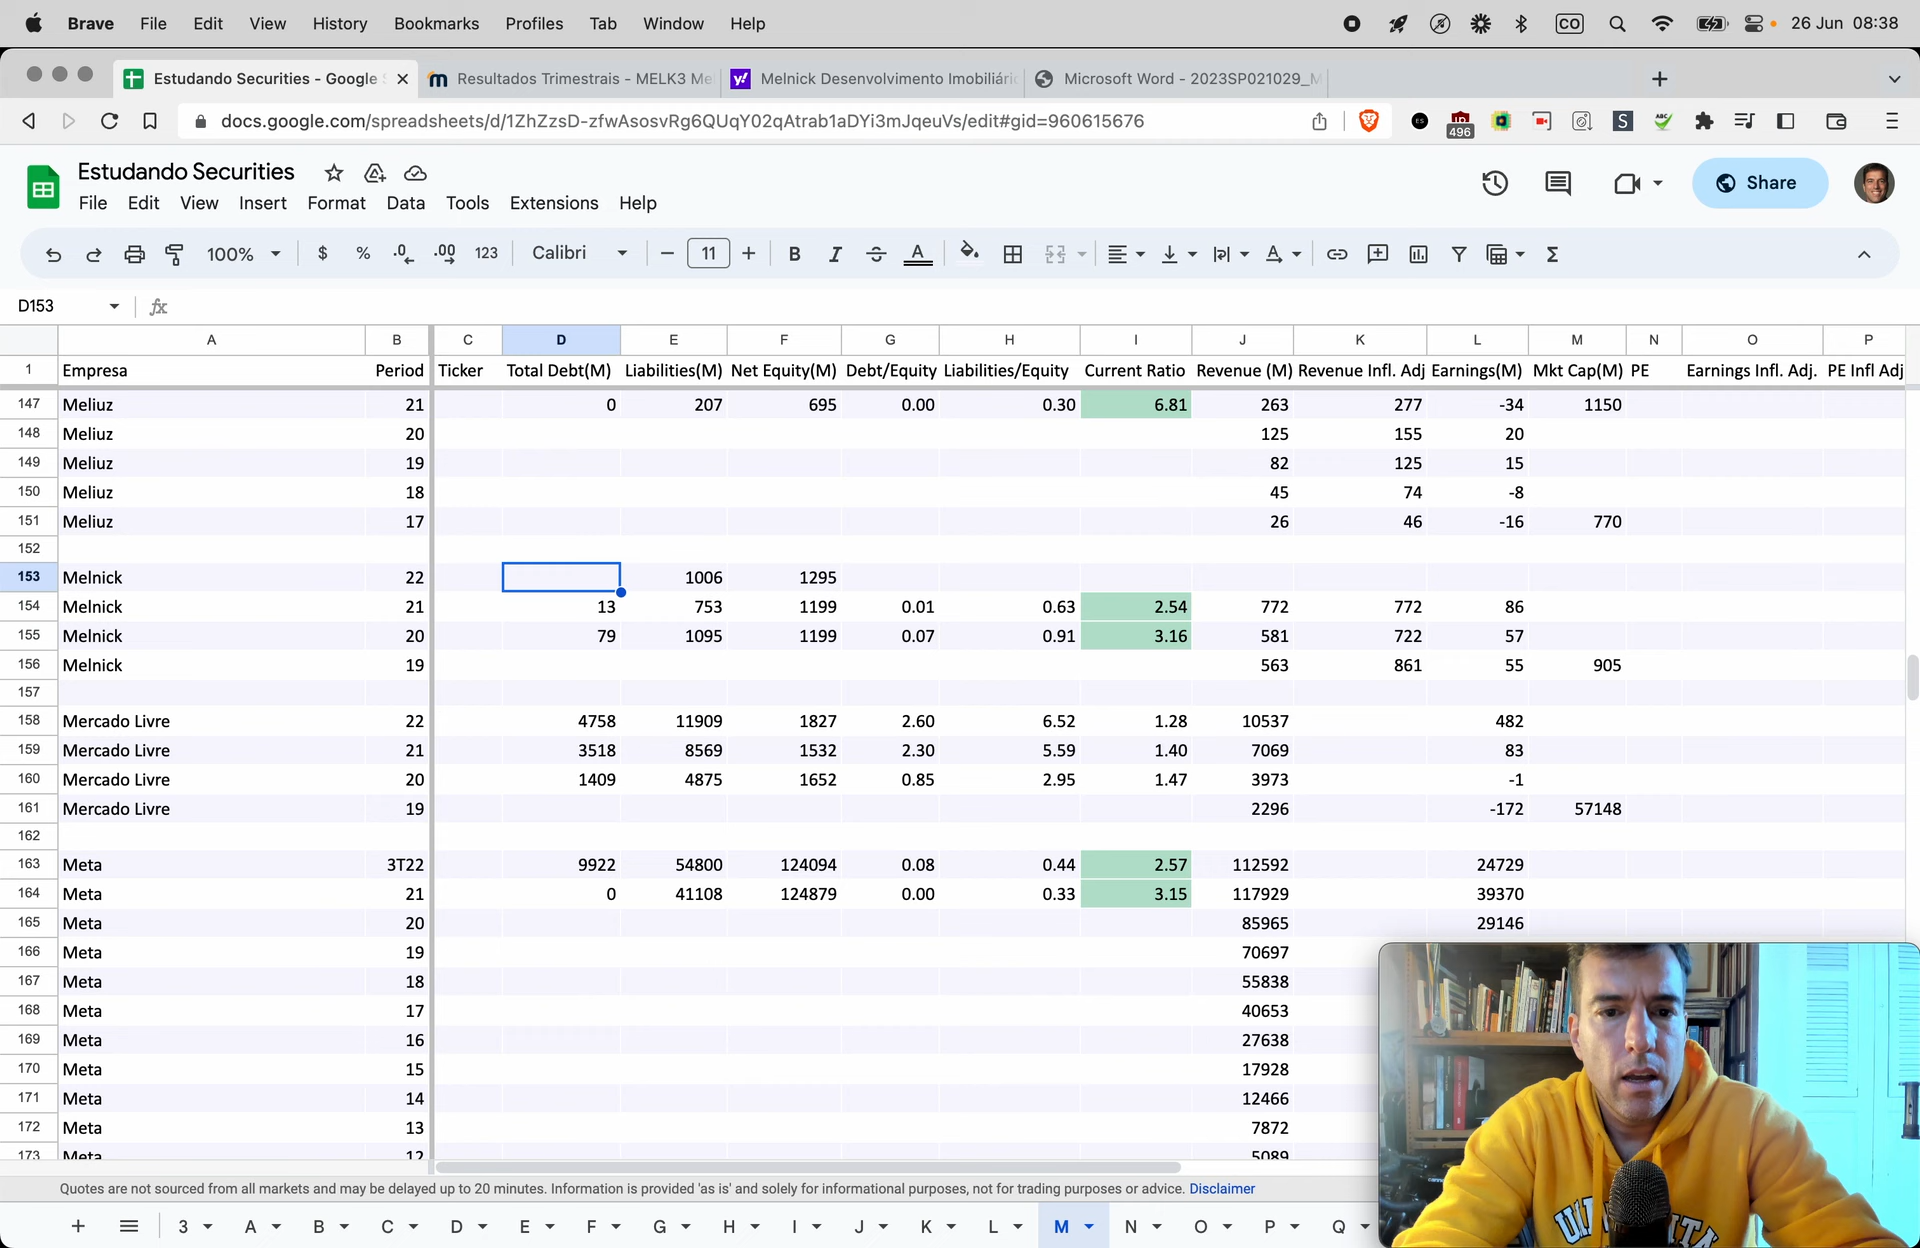 Brave File Edit View History Bookmarks Profiles Tab Window Help CO 26 Jun 08:38
Estudando Securities - Google S Resultados Trimestrais - MELK3 Me Melnick Desenvolvimento Imobiliári Microsoft Word - 2023SP021029_M
docs.google.com/spreadsheets/d/1ZhZzsD-zfwAsosvRg6QUqY02qAtrab1aDYi3mJqeuVs/edit#gid=960615676 496
Estudando Securities
File Edit View Insert Format Data Tools Extensions Help Share
100% $ % .0 .00 123 Calibri 11 B I A Σ
D153 fx
A B C D E F G H I J K L M N O P
1 Empresa Period Ticker Total Debt(M) Liabilities(M) Net Equity(M) Debt/Equity Liabilities/Equity Current Ratio Revenue (M) Revenue Infl. Adj Earnings(M) Mkt Cap(M) PE Earnings Infl. Adj. PE Infl Adj
147 Meliuz 21 0 207 695 0.00 0.30 6.81 263 277 -34 1150
148 Meliuz 20 125 155 20
149 Meliuz 19 82 125 15
150 Meliuz 18 45 74 -8
151 Meliuz 17 26 46 -16 770
152
153 Melnick 22 1006 1295
154 Melnick 21 13 753 1199 0.01 0.63 2.54 772 772 86
155 Melnick 20 79 1095 1199 0.07 0.91 3.16 581 722 57
156 Melnick 19 563 861 55 905
157
158 Mercado Livre 22 4758 11909 1827 2.60 6.52 1.28 10537 482
159 Mercado Livre 21 3518 8569 1532 2.30 5.59 1.40 7069 83
160 Mercado Livre 20 1409 4875 1652 0.85 2.95 1.47 3973 -1
161 Mercado Livre 19 2296 -172 57148
162
163 Meta 3T22 9922 54800 124094 0.08 0.44 2.57 112592 24729
164 Meta 21 0 41108 124879 0.00 0.33 3.15 117929 39370
165 Meta 20 85965 29146
166 Meta 19 70697
167 Meta 18 55838
168 Meta 17 40653
169 Meta 16 27638
170 Meta 15 17928
171 Meta 14 12466
172 Meta 13 7872
173 Meta 12 5089
Quotes are not sourced from all markets and may be delayed up to 20 minutes. Information is provided 'as is' and solely for informational purposes, not for trading purposes or advice. Disclaimer
3 A B C D E F G H I J K L M N O P Q